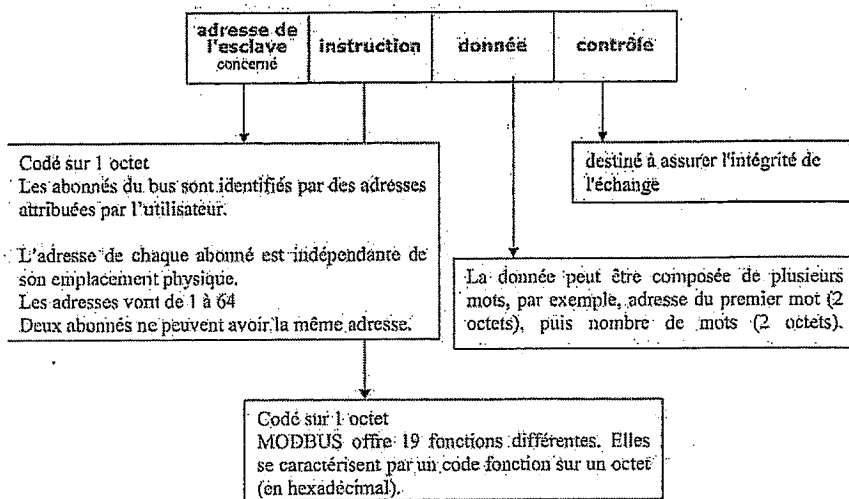 adresse de
l'esclave
concerné
instruction
donnée
contrôle
Codé sur 1 octet
Les abonnés du bus sont identifiés par des adresses
attribuées par l'utilisateur.
L'adresse de chaque abonné est indépendante de
son emplacement physique.
Les adresses vont de 1 à 64
Deux abonnés ne peuvent avoir la même adresse.
destiné à assurer l'intégrité de
l'échange
La donnée peut être composée de plusieurs
mots, par exemple, adresse du premier mot (2
octets), puis nombre de mots (2 octets).
Codé sur 1 octet
MODBUS offre 19 fonctions différentes. Elles
se caractérisent par un code fonction sur un octet
(en hexadécimal).